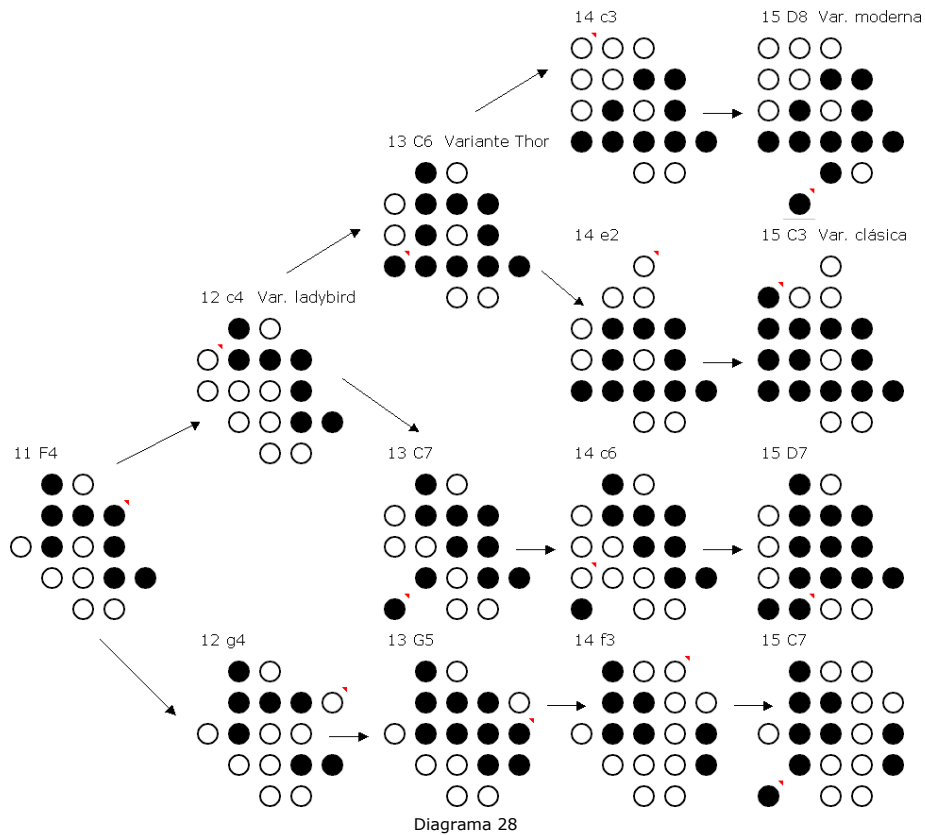 14 c3
15 D8 Var. moderna
13 C6 Variante Thor
14 e2
15 C3 Var. clásica
12 c4 Var. ladybird
11 F4
13 C7
14 c6
15 D7
12 g4
13 G5
14 f3
15 C7
Diagrama 28